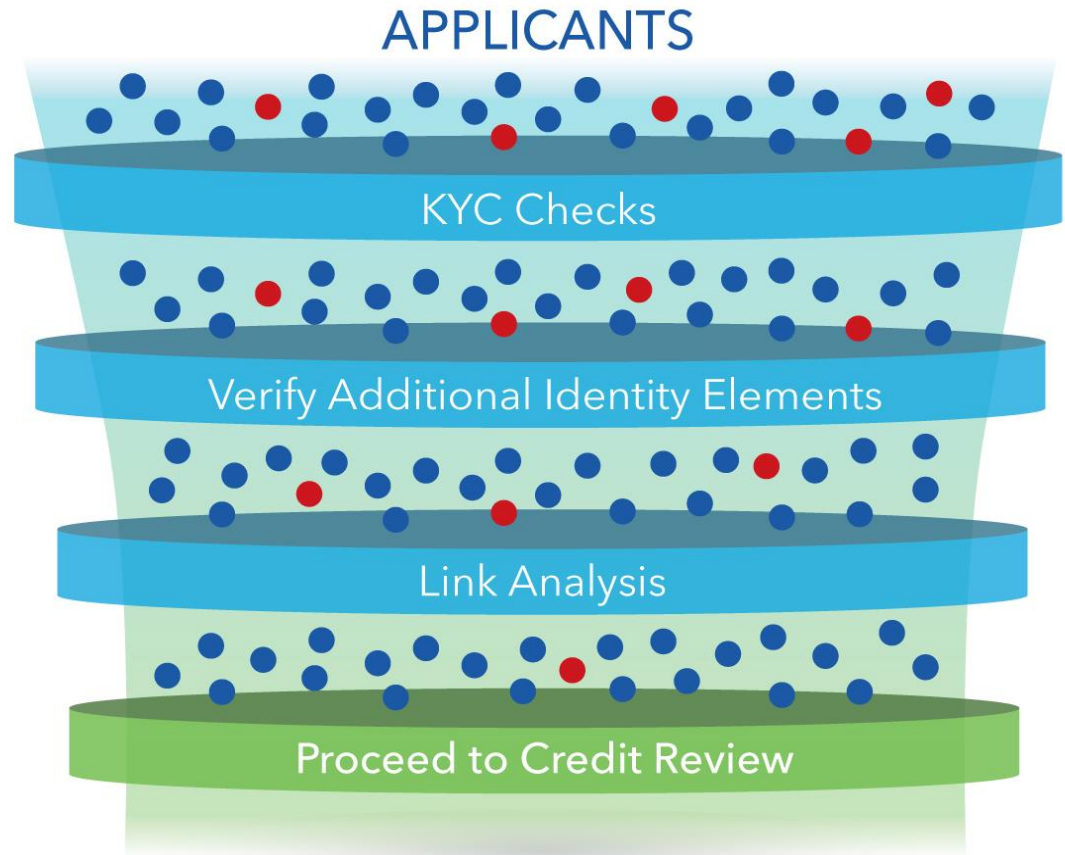 APPLICANTS
KYC Checks
Verify Additional Identity Elements
Link Analysis
Proceed to Credit Review